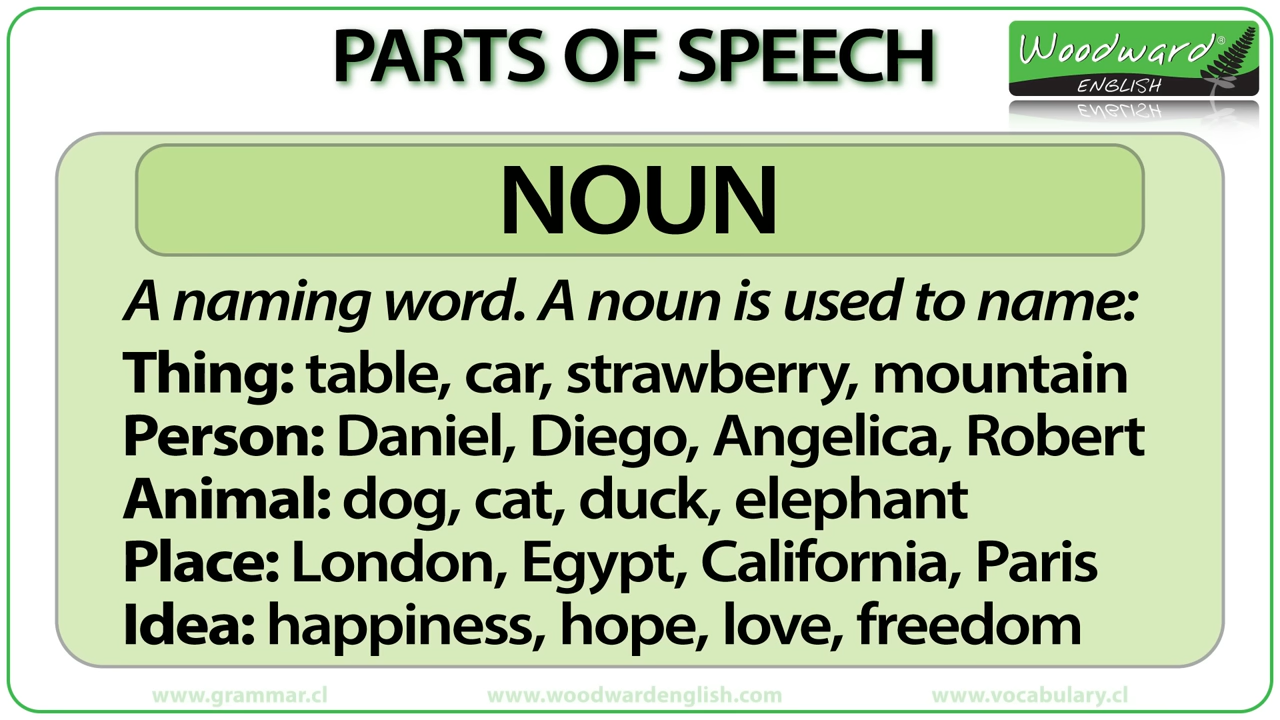 PARTS OF SPEECH
Woodward®
ENGLISH
NOUN
A naming word. A noun is used to name:
Thing: table, car, strawberry, mountain
Person: Daniel, Diego, Angelica, Robert
Animal: dog, cat, duck, elephant
Place: London, Egypt, California, Paris
Idea: happiness, hope, love, freedom
www.grammar.cl www.woodwardenglish.com www.vocabulary.cl